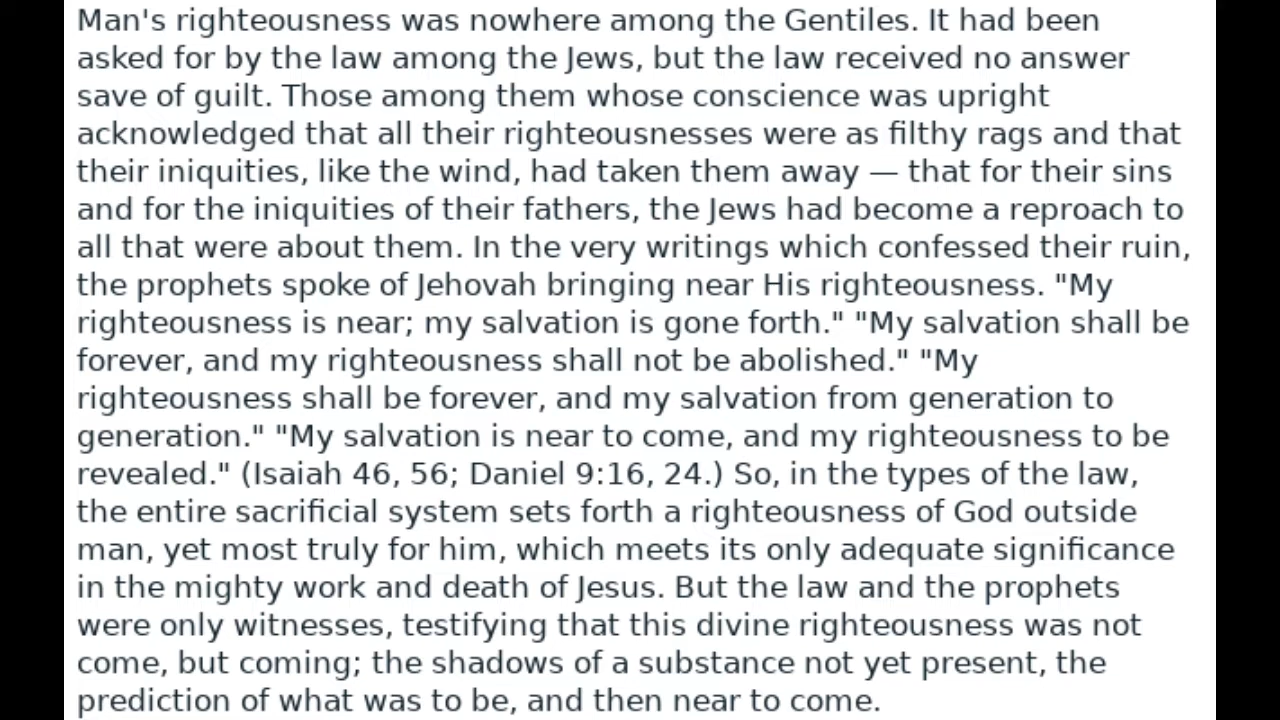 Man's righteousness was nowhere among the Gentiles. It had been
asked for by the law among the Jews, but the law received no answer
save of guilt. Those among them whose conscience was upright
acknowledged that all their righteousnesses were as filthy rags and that
their iniquities, like the wind, had taken them away — that for their sins
and for the iniquities of their fathers, the Jews had become a reproach to
all that were about them. In the very writings which confessed their ruin,
the prophets spoke of Jehovah bringing near His righteousness. "My
righteousness is near; my salvation is gone forth." "My salvation shall be
forever, and my righteousness shall not be abolished." "My
righteousness shall be forever, and my salvation from generation to
generation." "My salvation is near to come, and my righteousness to be
revealed." (Isaiah 46, 56; Daniel 9:16, 24.) So, in the types of the law,
the entire sacrificial system sets forth a righteousness of God outside
man, yet most truly for him, which meets its only adequate significance
in the mighty work and death of Jesus. But the law and the prophets
were only witnesses, testifying that this divine righteousness was not
come, but coming; the shadows of a substance not yet present, the
prediction of what was to be, and then near to come.